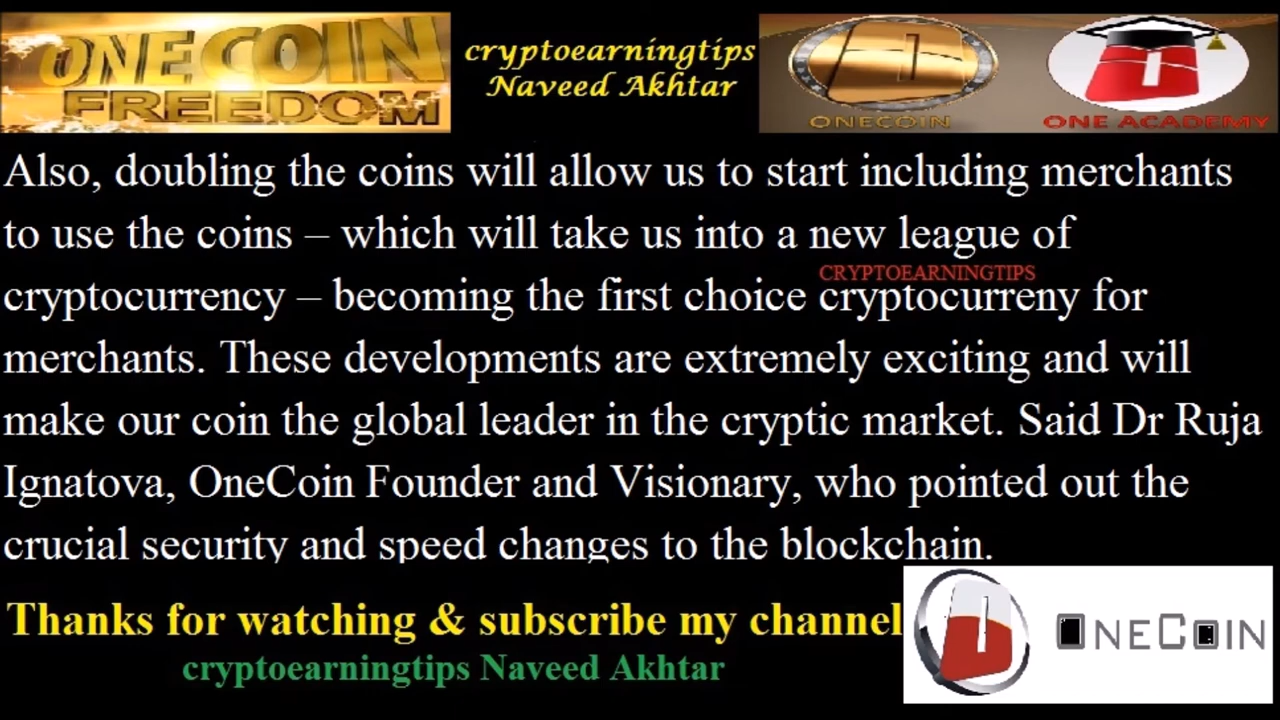 ONECOIN
FREEDOM
cryptoearningtips
Naveed Akhtar
ONECOIN
ONE ACADEMY
Also, doubling the coins will allow us to start including merchants
to use the coins – which will take us into a new league of
CRYPTOEARNINGTIPS
cryptocurrency – becoming the first choice cryptocurreny for
merchants. These developments are extremely exciting and will
make our coin the global leader in the cryptic market. Said Dr Ruja
Ignatova, OneCoin Founder and Visionary, who pointed out the
crucial security and speed changes to the blockchain.
Thanks for watching & subscribe my channel
cryptoearningtips Naveed Akhtar
ONECOIN